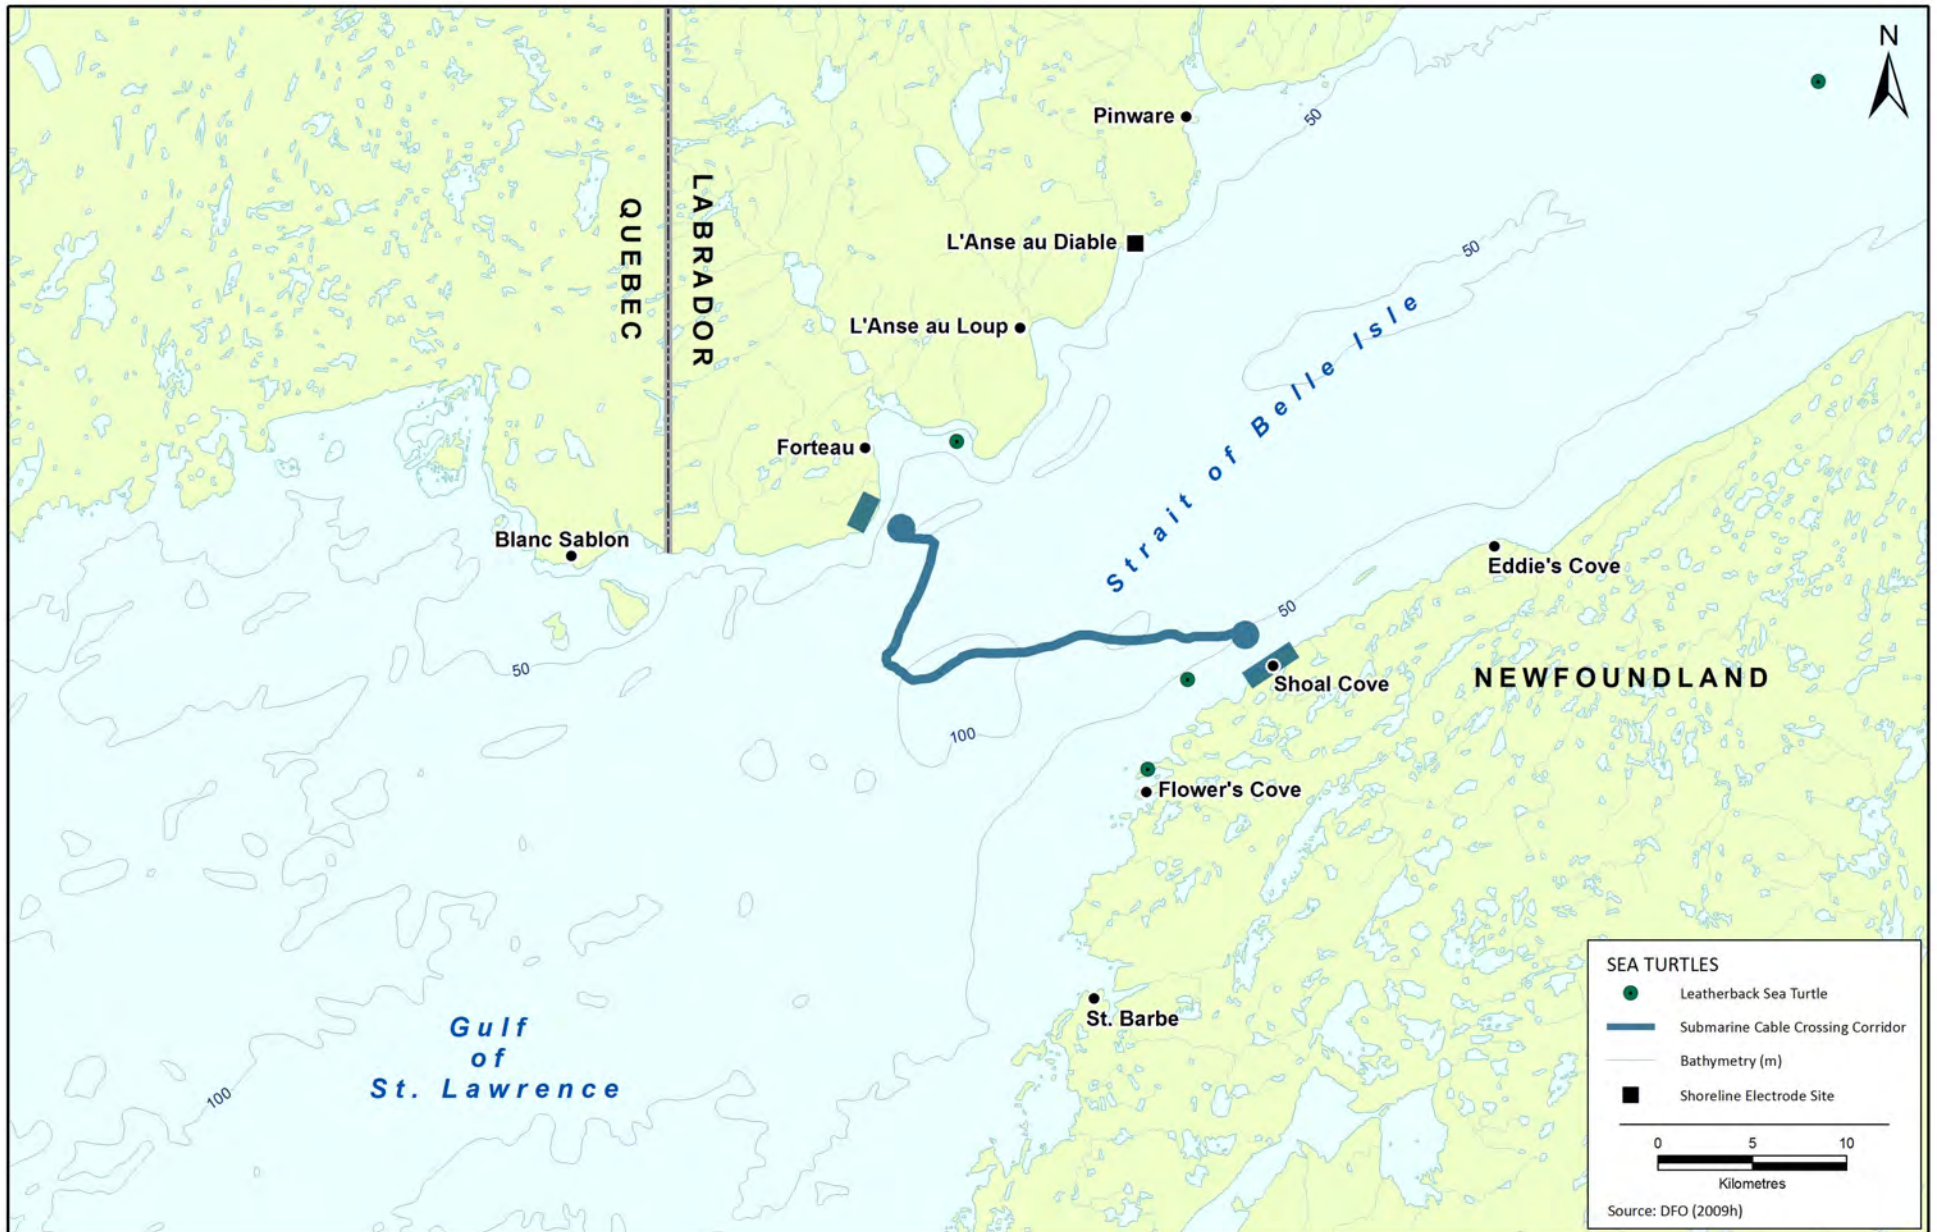 N
Pinware
50
QUEBEC
LABRADOR
L'Anse au Diable
50
L'Anse au Loup
Strait of Belle Isle
Forteau
Blanc Sablon
Eddie's Cove
50
50
Shoal Cove
NEWFOUNDLAND
100
Flower's Cove
St. Barbe
Gulf
of
St. Lawrence
100
SEA TURTLES
Leatherback Sea Turtle
Submarine Cable Crossing Corridor
Bathymetry (m)
Shoreline Electrode Site
0 5 10
Kilometres
Source: DFO (2009h)